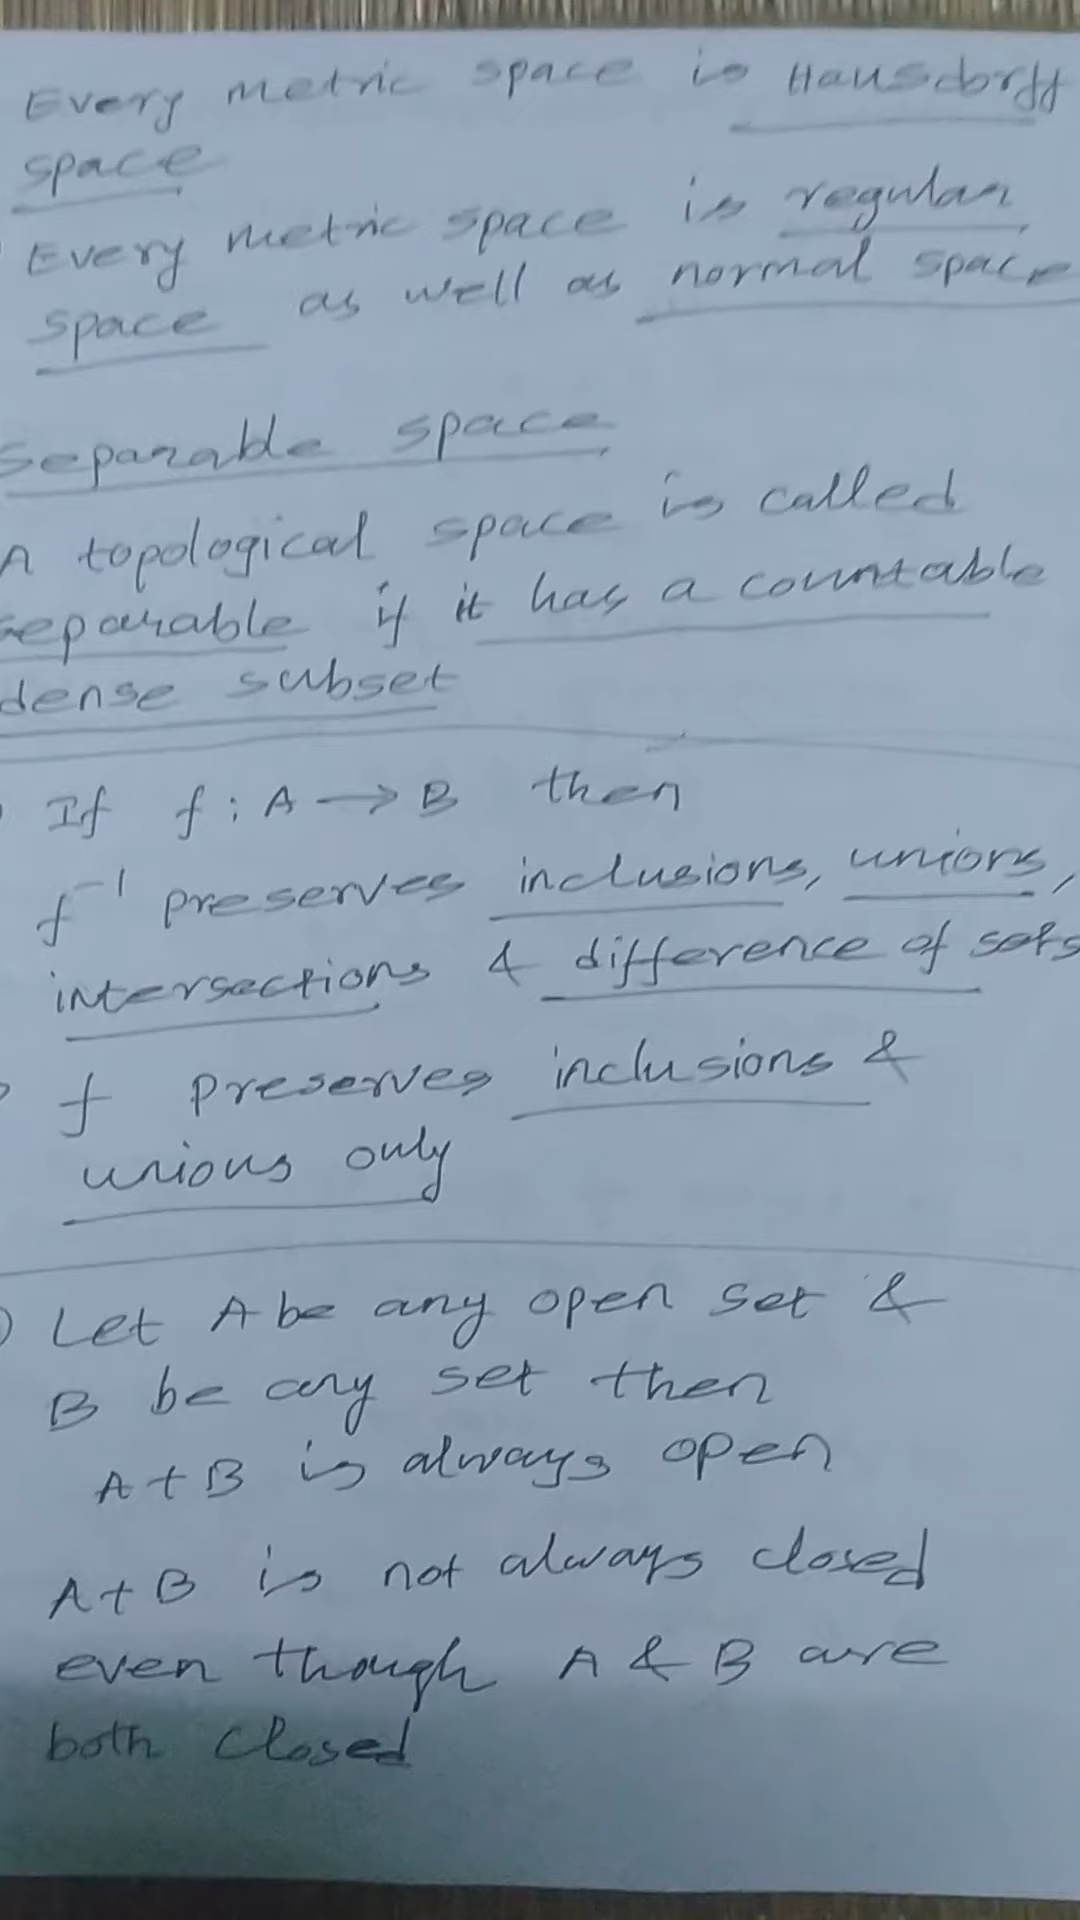 Every metric space is Hausdorff
space
Every metric space is regular
space as well as normal space
Separable space
A topological space is called
separable if it has a countable
dense subset
If f : A → B then
f⁻¹ preserves inclusions, unions,
intersections & difference of sets
f preserves inclusions &
unions only
Let A be any open set &
B be any set then
A + B is always open
A + B is not always closed
even though A & B are
both closed